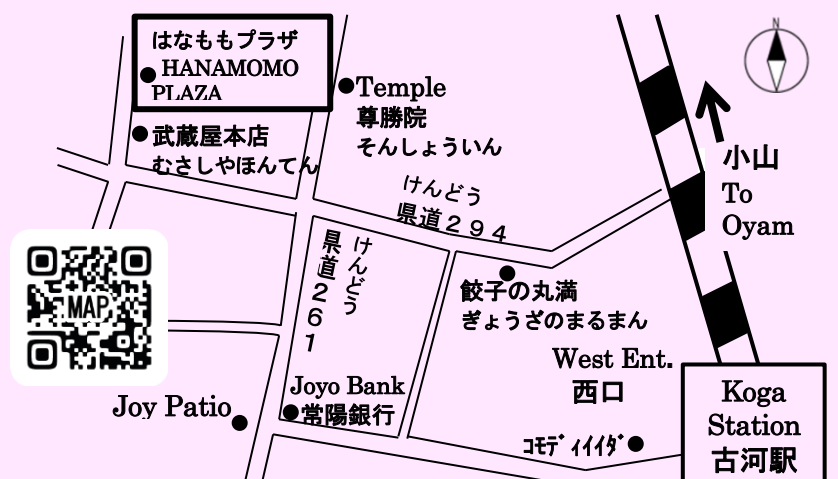 はなももプラザ
HANAMOMO
PLAZA
武蔵屋本店
むさしやほんてん
Temple
尊勝院
そんしょういん
N
小山
To
Oyam
けんどう
県道294
けんどう
県道261
餃子の丸満
ぎょうざのまるまん
MAP
West Ent.
西口
Joyo Bank
常陽銀行
Joy Patio
コモディイイダ
Koga
Station
古河駅